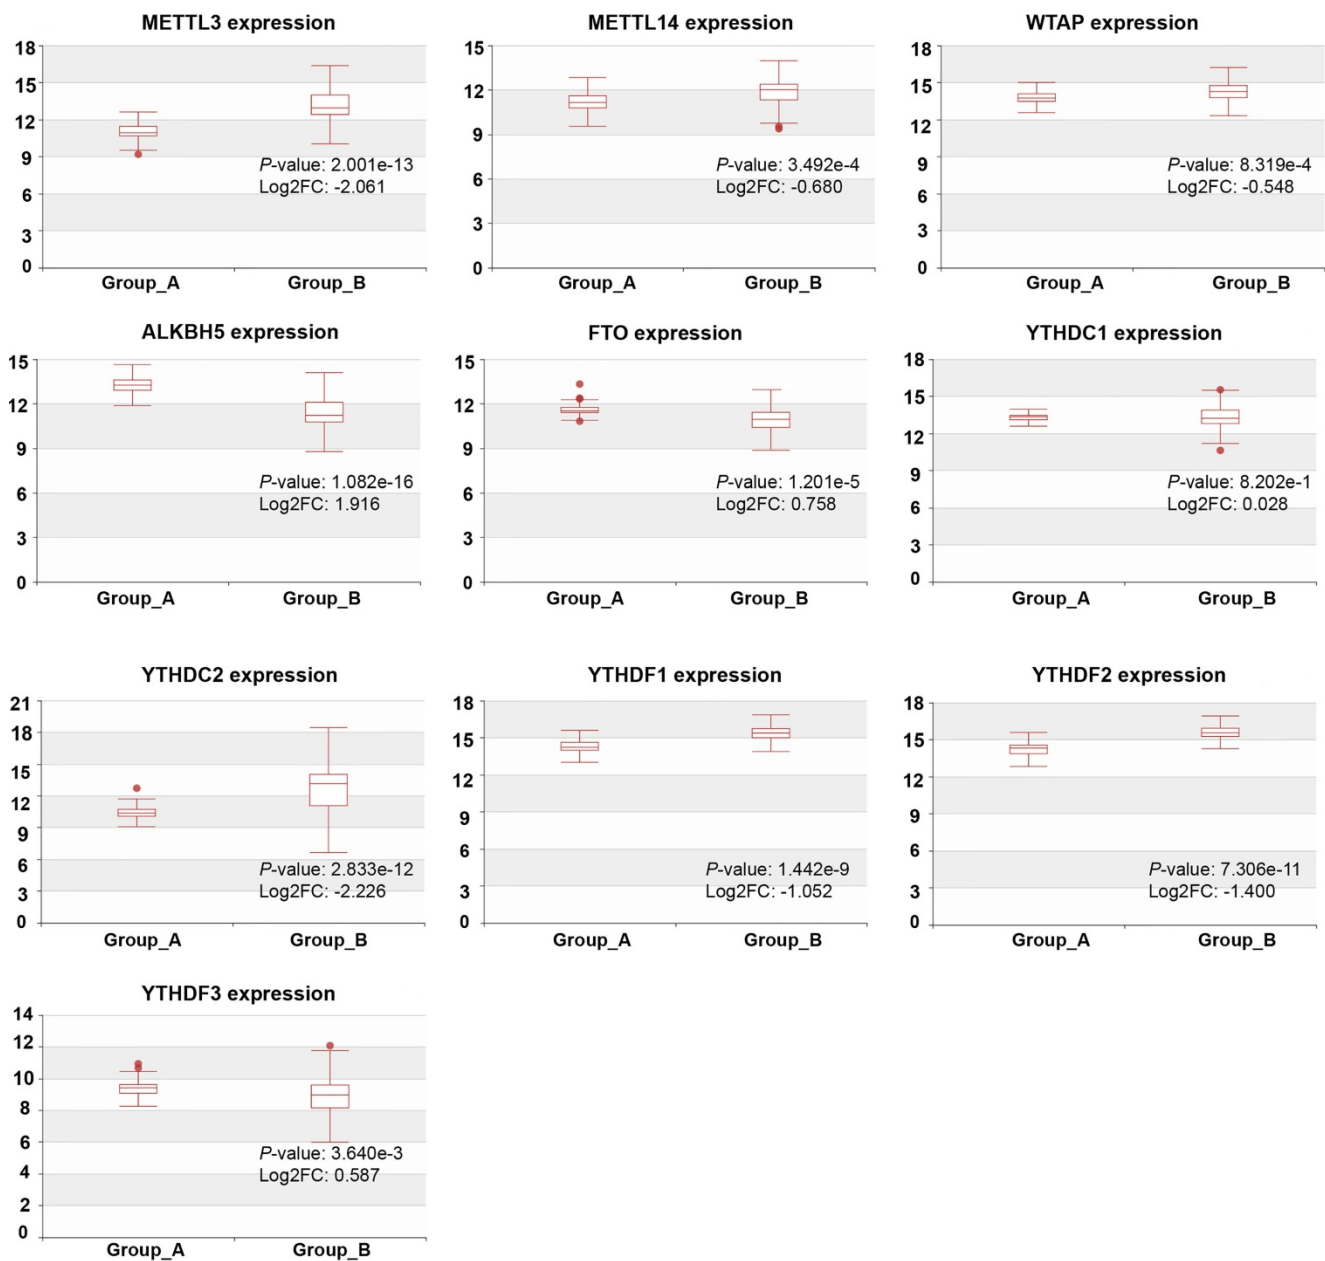 METTL3 expression
18
15
12
9
6
3
0
P-value: 2.001e-13
Log2FC: -2.061
Group_A
Group_B
METTL14 expression
15
12
9
6
3
0
P-value: 3.492e-4
Log2FC: -0.680
Group_A
Group_B
WTAP expression
18
15
12
9
6
3
0
P-value: 8.319e-4
Log2FC: -0.548
Group_A
Group_B
ALKBH5 expression
15
12
9
6
3
0
P-value: 1.082e-16
Log2FC: 1.916
Group_A
Group_B
FTO expression
15
12
9
6
3
0
P-value: 1.201e-5
Log2FC: 0.758
Group_A
Group_B
YTHDC1 expression
18
15
12
9
6
3
0
P-value: 8.202e-1
Log2FC: 0.028
Group_A
Group_B
YTHDC2 expression
21
18
15
12
9
6
3
0
P-value: 2.833e-12
Log2FC: -2.226
Group_A
Group_B
YTHDF1 expression
18
15
12
9
6
3
0
P-value: 1.442e-9
Log2FC: -1.052
Group_A
Group_B
YTHDF2 expression
18
15
12
9
6
3
0
P-value: 7.306e-11
Log2FC: -1.400
Group_A
Group_B
YTHDF3 expression
14
12
10
8
6
4
2
0
P-value: 3.640e-3
Log2FC: 0.587
Group_A
Group_B